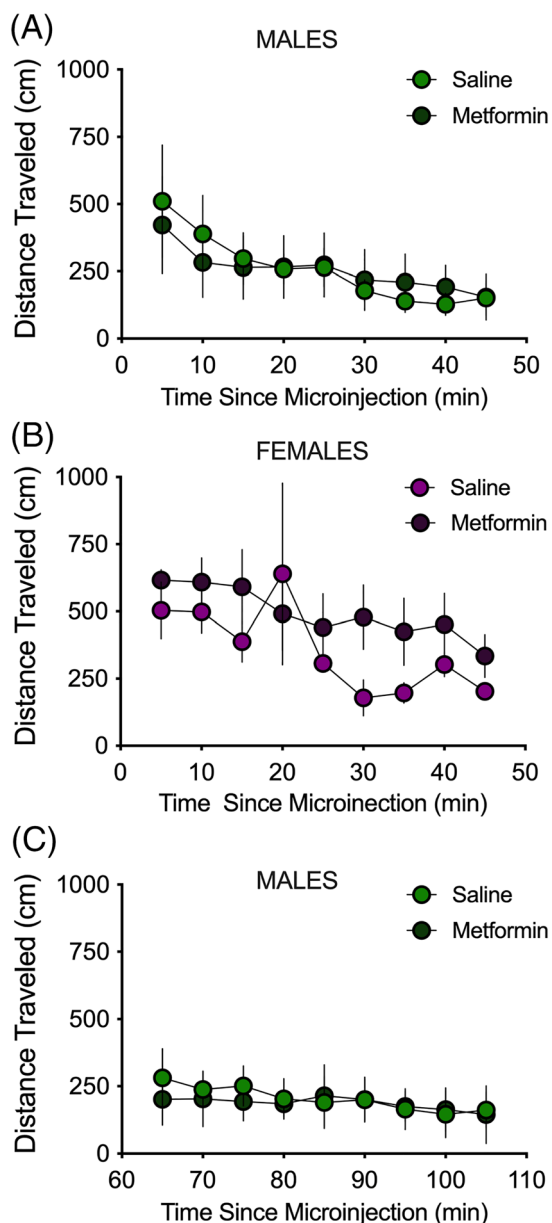 (A)
MALES
Saline
Metformin
Distance Traveled (cm)
1000
750
500
250
0
0 10 20 30 40 50
Time Since Microinjection (min)
(B)
FEMALES
Saline
Metformin
Distance Traveled (cm)
1000
750
500
250
0
0 10 20 30 40 50
Time Since Microinection (min)
(C)
MALES
Saline
Metformin
Distance Traveled (cm)
1000
750
500
250
0
60 70 80 90 100 110
Time Since Microinjection (min)